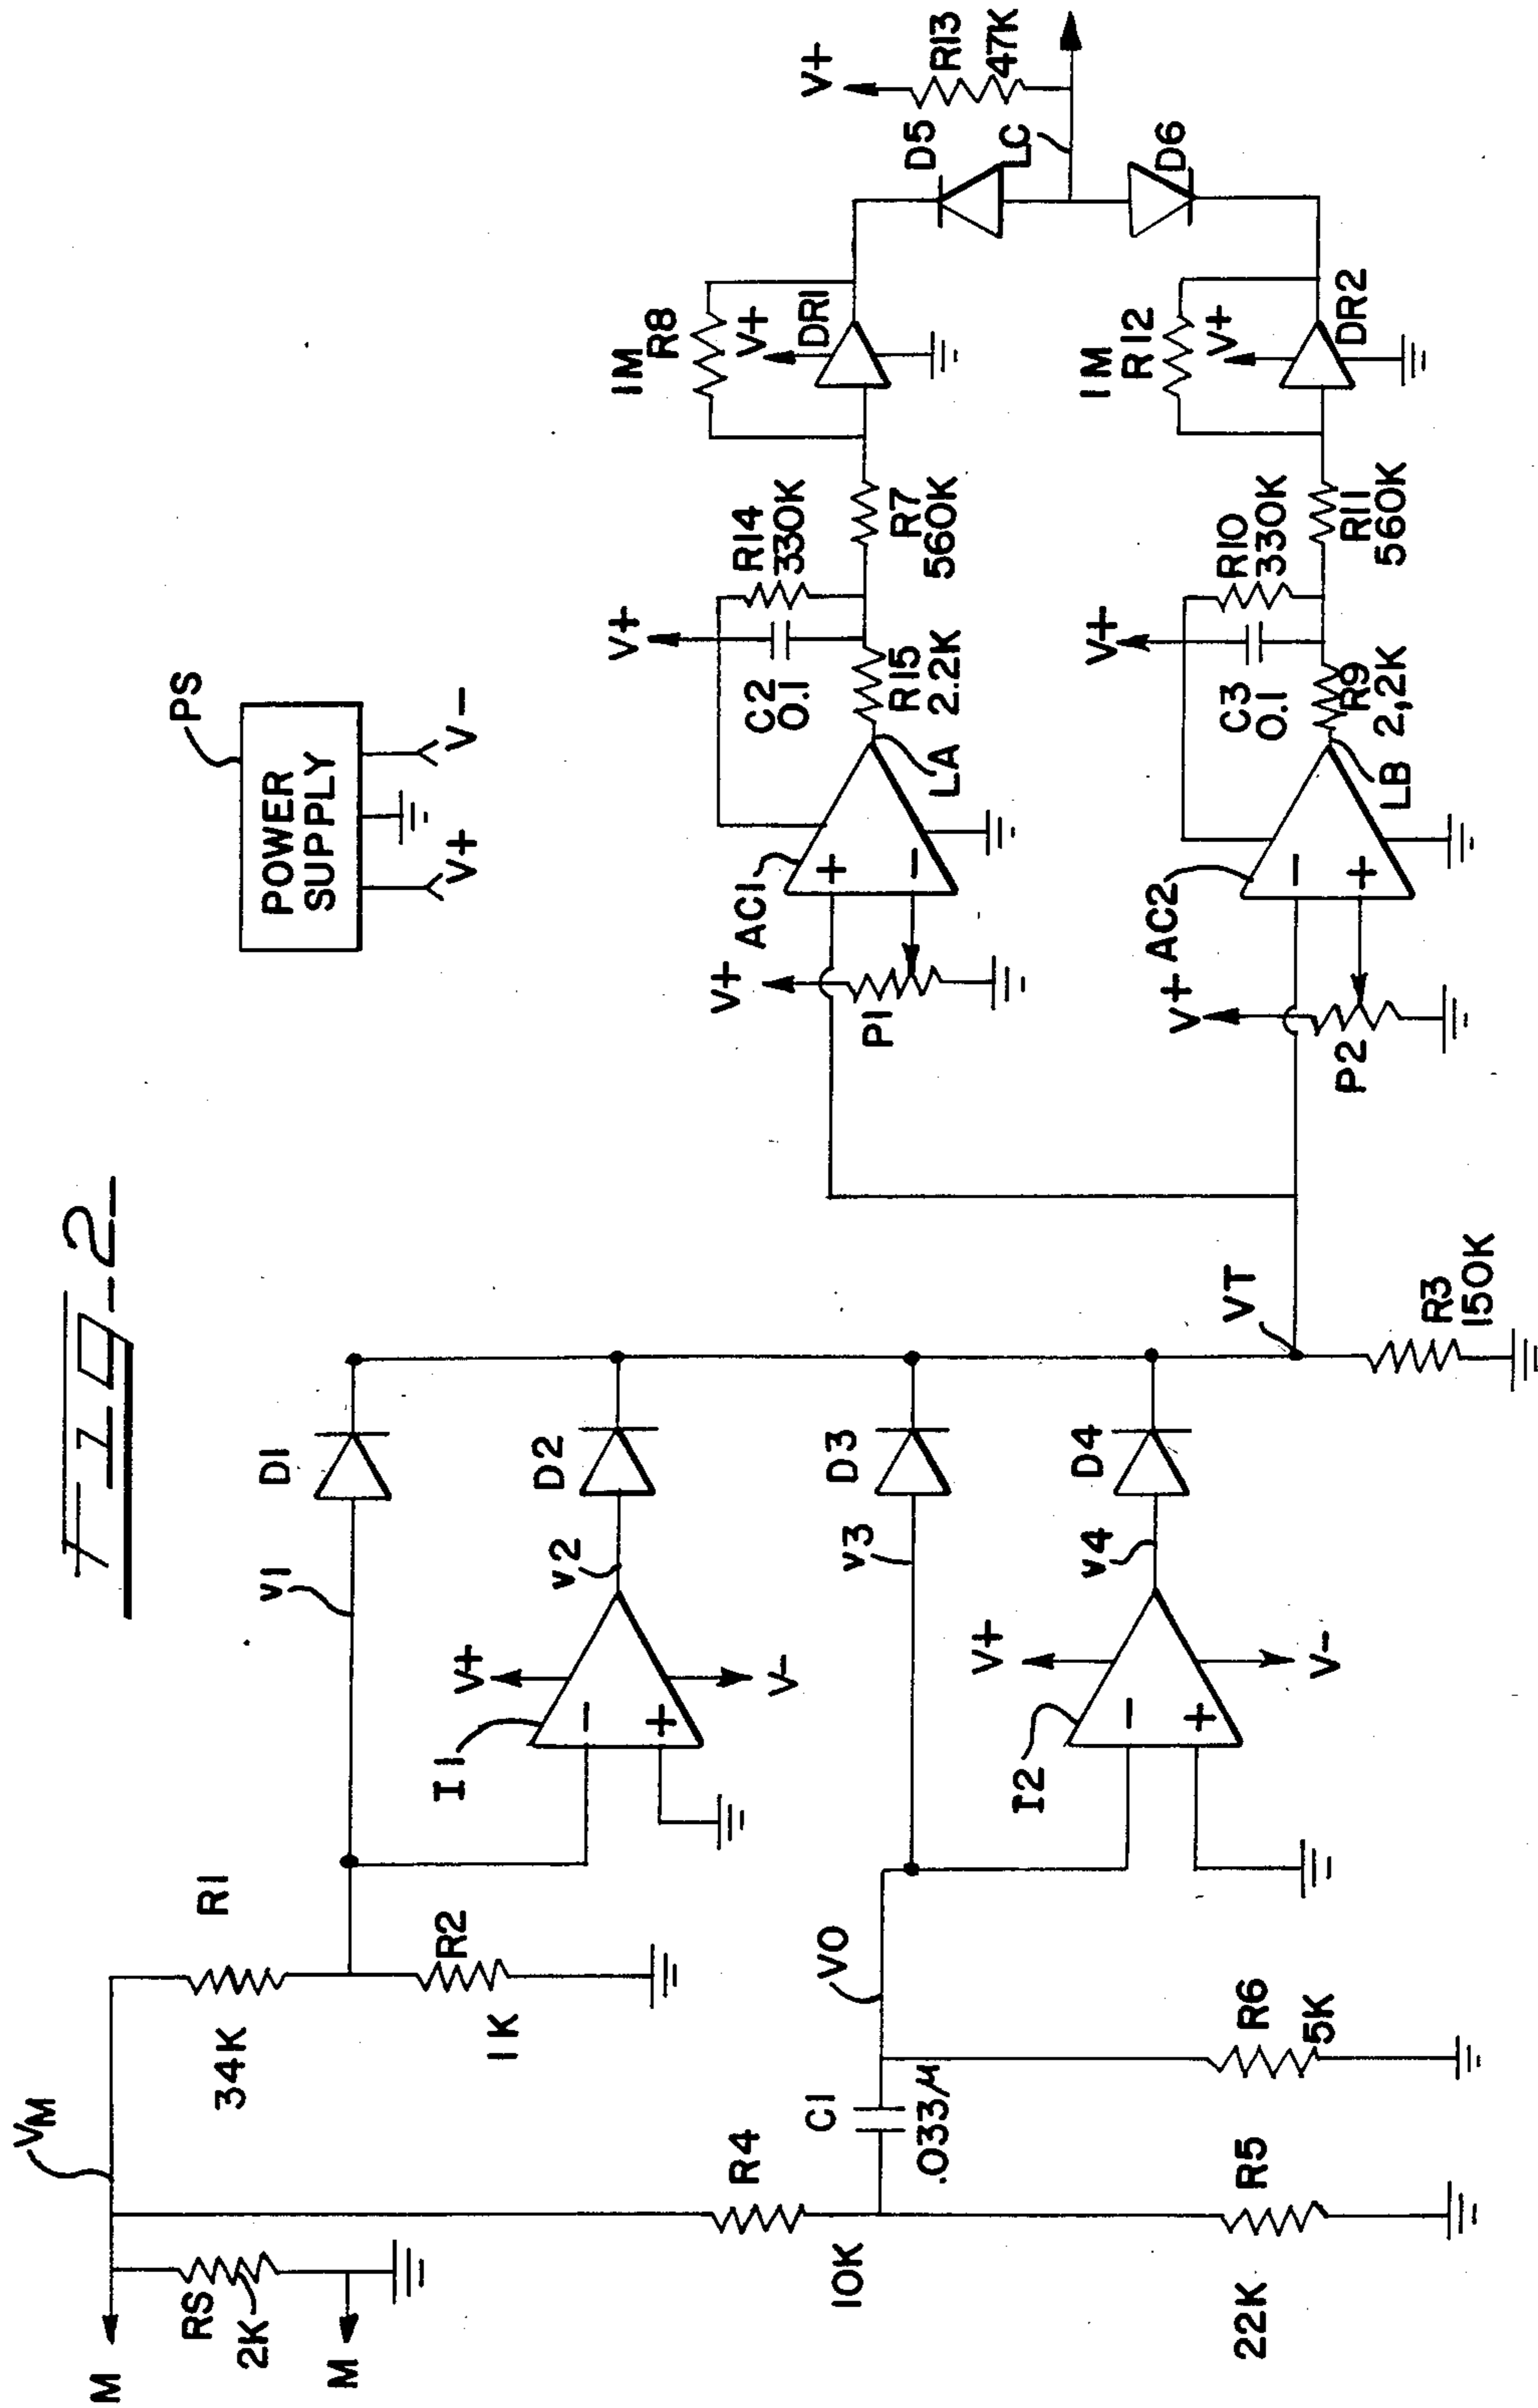 FIG-2-
M
M
RS
2K
VM
34K
R1
1K
R2
R4
10K
R5
22K
C1
.033μ
R6
5K
VO
v1
D1
I1
-
+
V+
V-
v2
D2
v3
D3
I2
-
+
V+
V-
v4
D4
VT
R3
150K
POWER
SUPPLY
PS
V+
V-
V+
P1
AC1
+
-
LA
V+
C2
0.1
R14
330K
R15
2.2K
R7
560K
1M
R8
V+
DR1
D5
V+
R13
47K
LC
D6
V+
P2
AC2
-
+
LB
V+
C3
0.1
R10
330K
R9
2,2K
R11
560K
1M
R12
V+
DR2